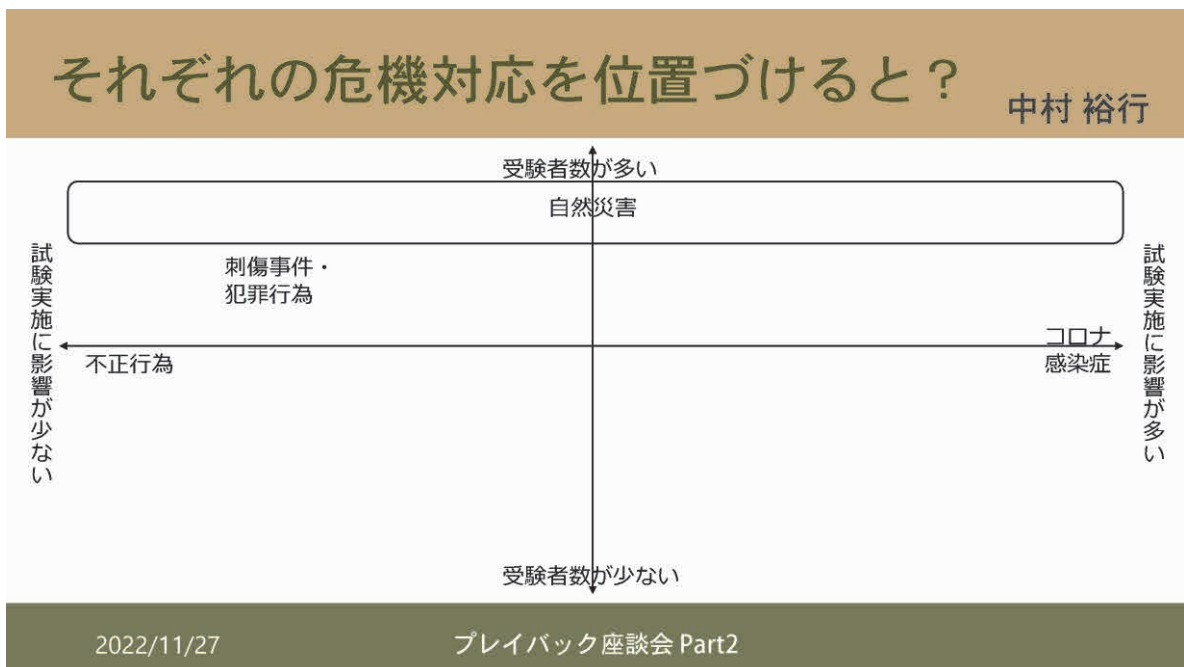 それぞれの危機対応を位置づけると？
中村 裕行
受験者数が多い
自然災害
試験実施に影響が少ない
刺傷事件・
犯罪行為
不正行為
コロナ
感染症
試験実施に影響が多い
受験者数が少ない
2022/11/27
プレイバック座談会 Part2